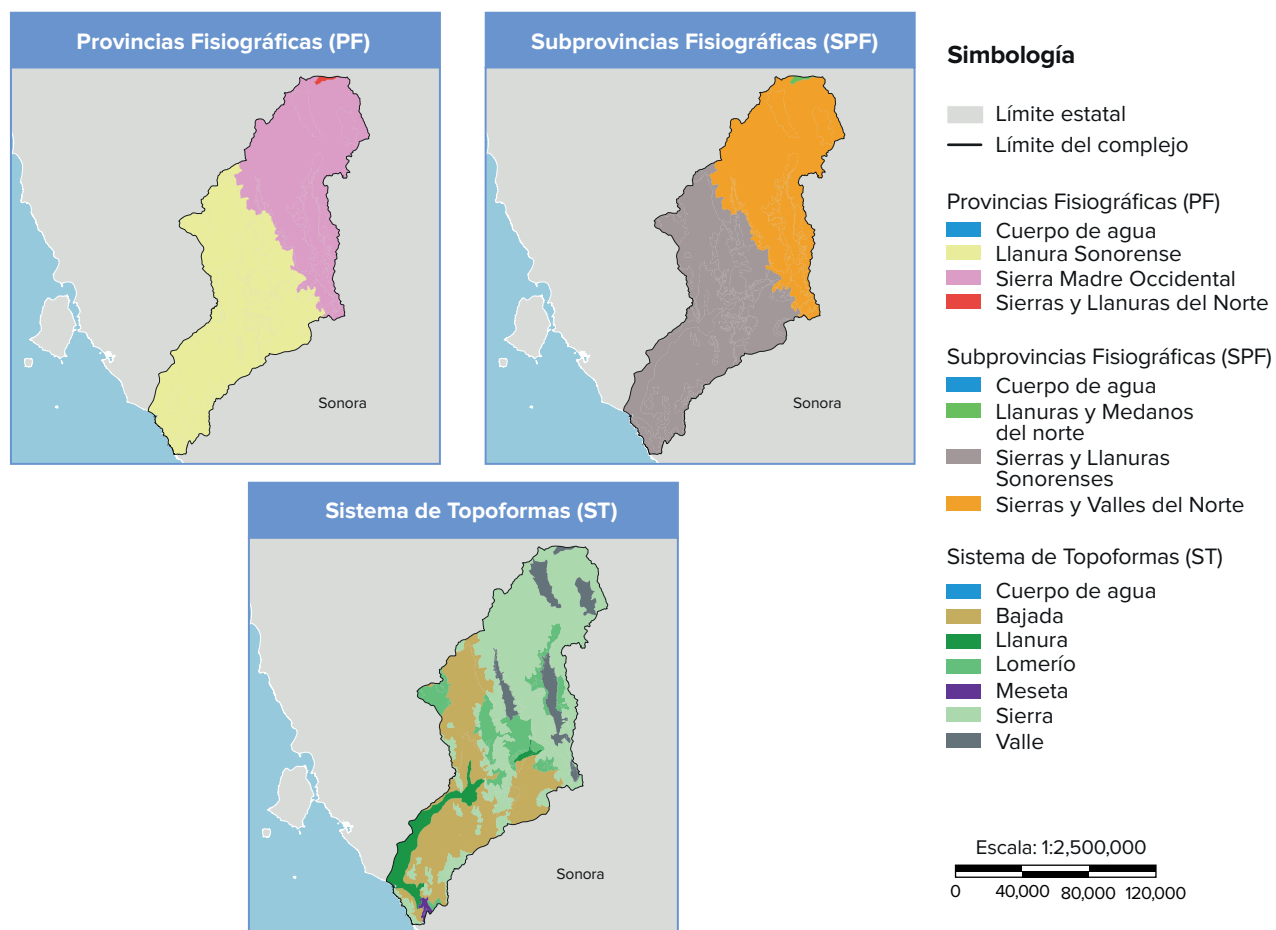 Provincias Fisiográficas (PF)
Sonora
Subprovincias Fisiográficas (SPF)
Sonora
Sistema de Topoformas (ST)
Sonora
Simbología
Límite estatal
Límite del complejo
Provincias Fisiográficas (PF)
Cuerpo de agua
Llanura Sonorense
Sierra Madre Occidental
Sierras y Llanuras del Norte
Subprovincias Fisiográficas (SPF)
Cuerpo de agua
Llanuras y Medanos
del norte
Sierras y Llanuras
Sonorenses
Sierras y Valles del Norte
Sistema de Topoformas (ST)
Cuerpo de agua
Bajada
Llanura
Lomerío
Meseta
Sierra
Valle
Escala: 1:2,500,000
0 40,000 80,000 120,000